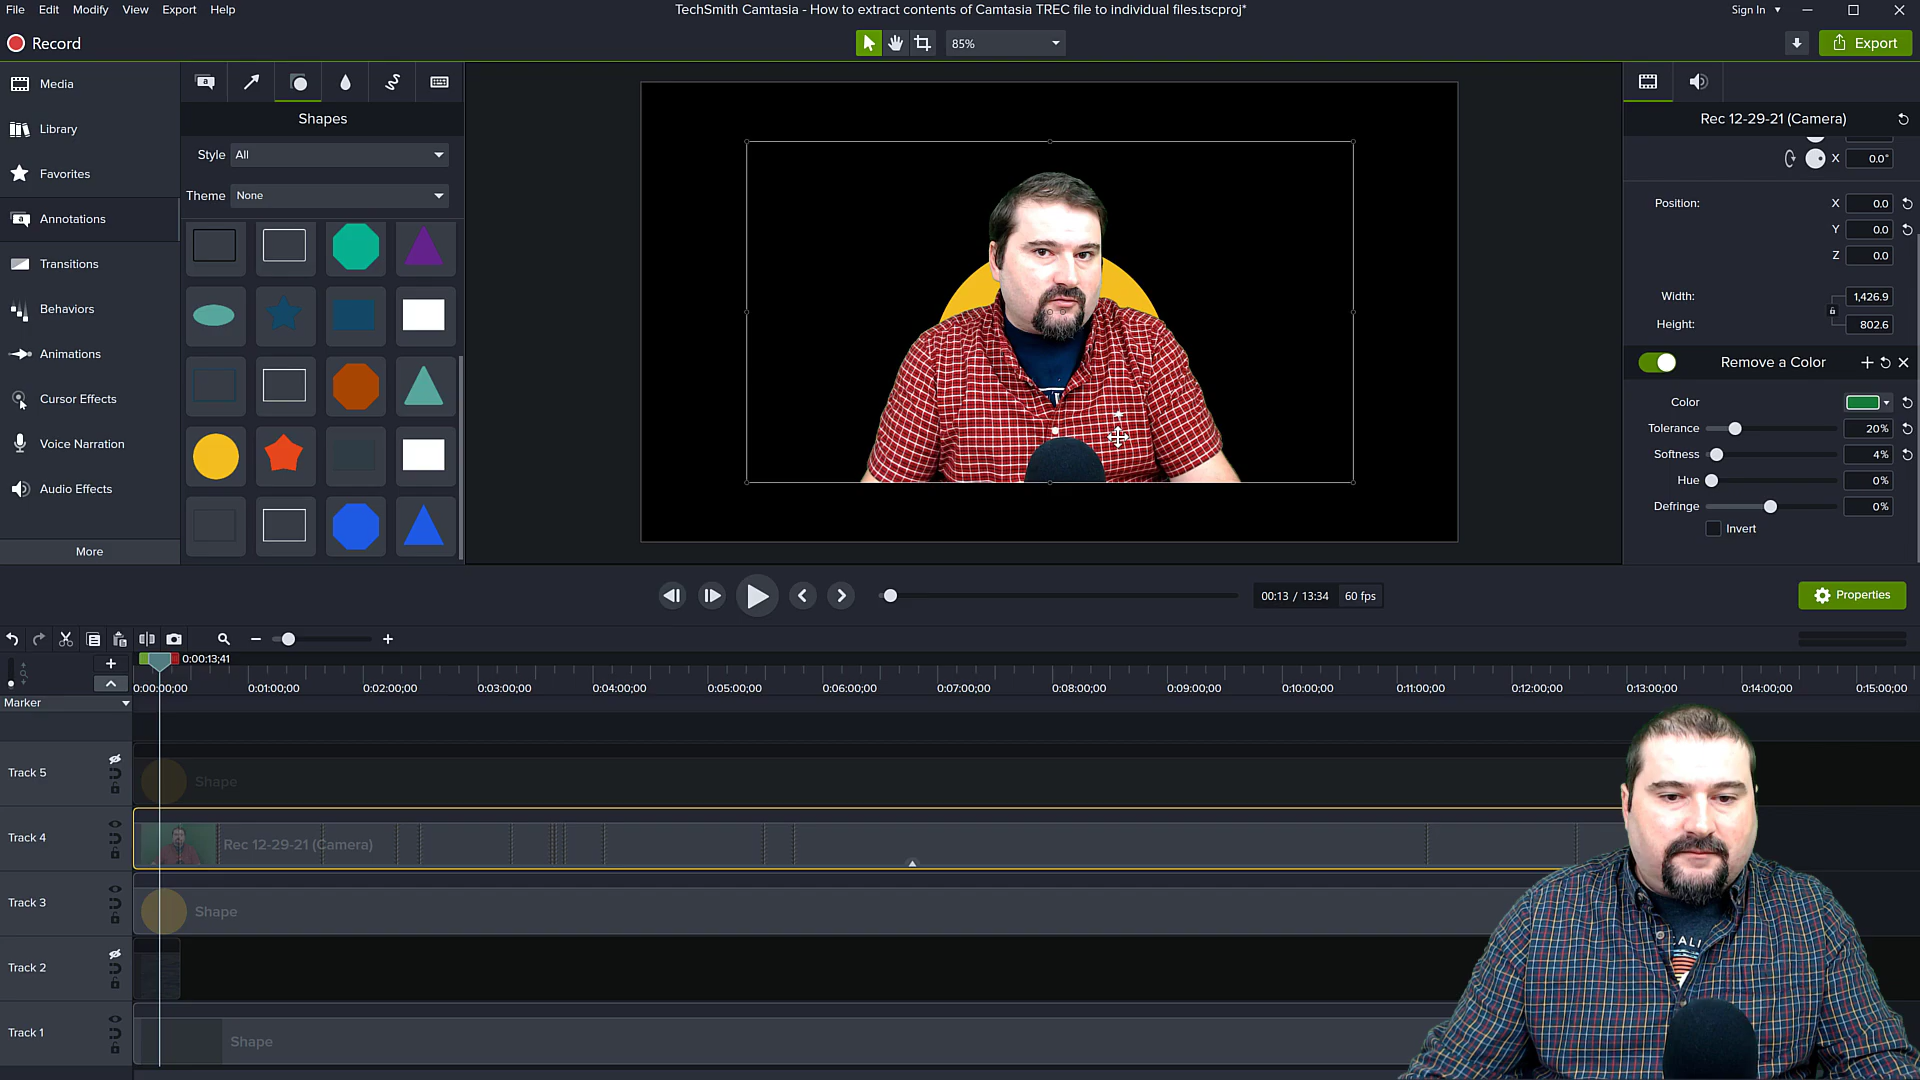 File Edit Modify View Export Help
TechSmith Camtasia - How to extract contents of Camtasia TREC file to individual files.tscproj*
Sign In
Record
85%
Export
Media
Library
Favorites
Annotations
Transitions
Behaviors
Animations
Cursor Effects
Voice Narration
Audio Effects
More
Shapes
Style All
Theme None
Rec 12-29-21 (Camera)
X 0.0°
Position: X 0.0
Y 0.0
Z 0.0
Width: 1,426.9
Height: 802.6
Remove a Color
Color
Tolerance 20%
Softness 4%
Hue 0%
Defringe 0%
Invert
00:13 / 13:34 60 fps
Properties
0:00:13;41
0:00:00;00 0:01:00;00 0:02:00;00 0:03:00;00 0:04:00;00 0:05:00;00 0:06:00;00 0:07:00;00 0:08:00;00 0:09:00;00 0:10:00;00 0:11:00;00 0:12:00;00 0:13:00;00 0:14:00;00 0:15:00;00
Marker
Track 5
Shape
Track 4
Rec 12-29-21 (Camera)
Track 3
Shape
Track 2
Track 1
Shape
CALI